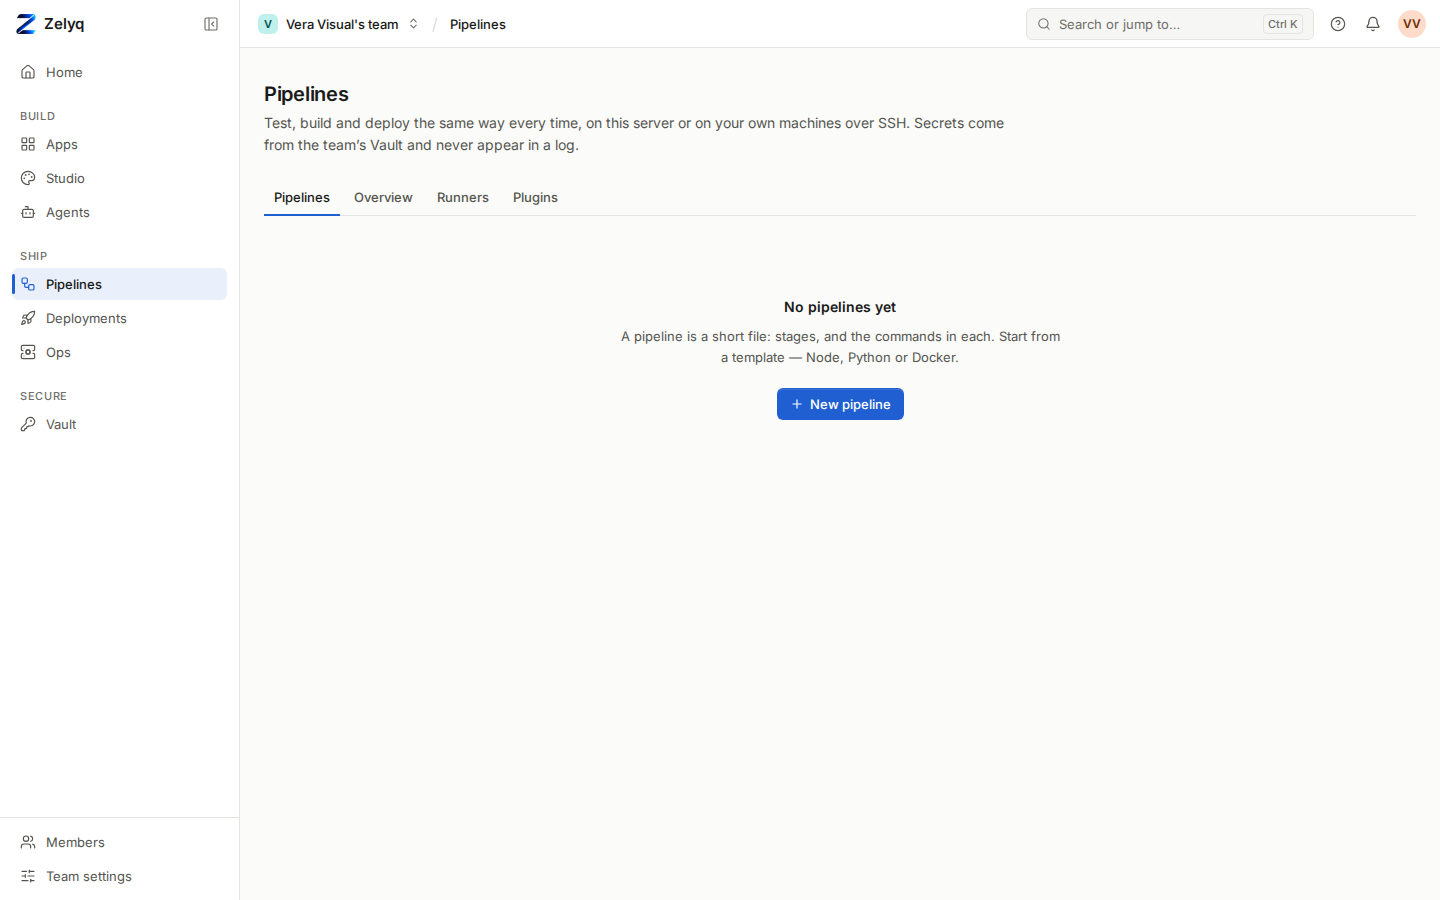 Zelyq
Home
BUILD
Apps
Studio
Agents
SHIP
Pipelines
Deployments
Ops
SECURE
Vault
Members
Team settings
V Vera Visual's team / Pipelines
Search or jump to... Ctrl K
VV
Pipelines
Test, build and deploy the same way every time, on this server or on your own machines over SSH. Secrets come
from the team’s Vault and never appear in a log.
Pipelines Overview Runners Plugins
No pipelines yet
A pipeline is a short file: stages, and the commands in each. Start from
a template — Node, Python or Docker.
New pipeline